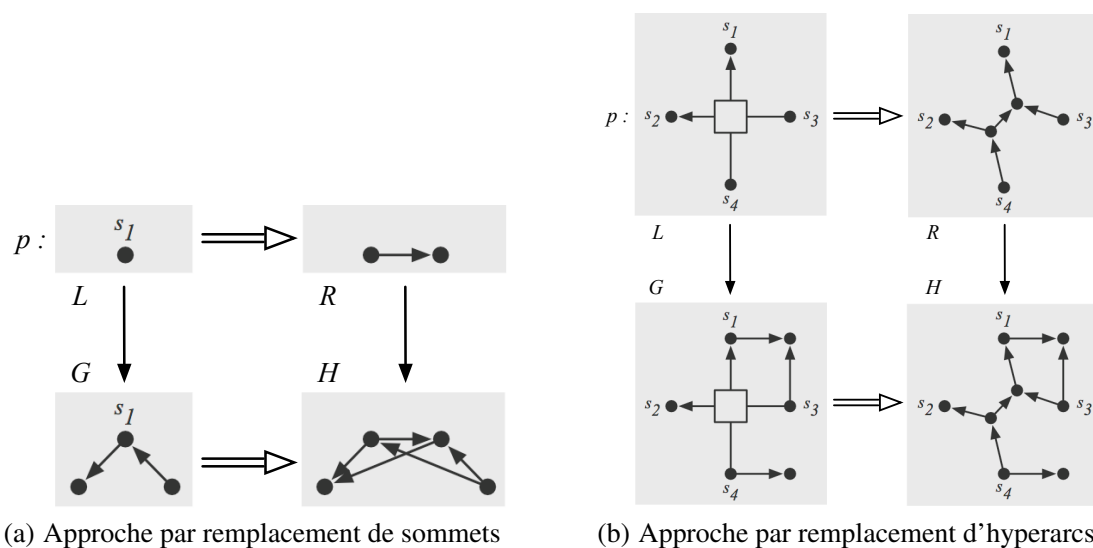 p :
s1
L
R
G
H
s1
(a) Approche par remplacement de sommets
p :
s1
s2
s3
s4
s1
s2
s3
s4
L
R
G
H
s1
s2
s3
s4
s1
s2
s3
s4
(b) Approche par remplacement d'hyperarcs